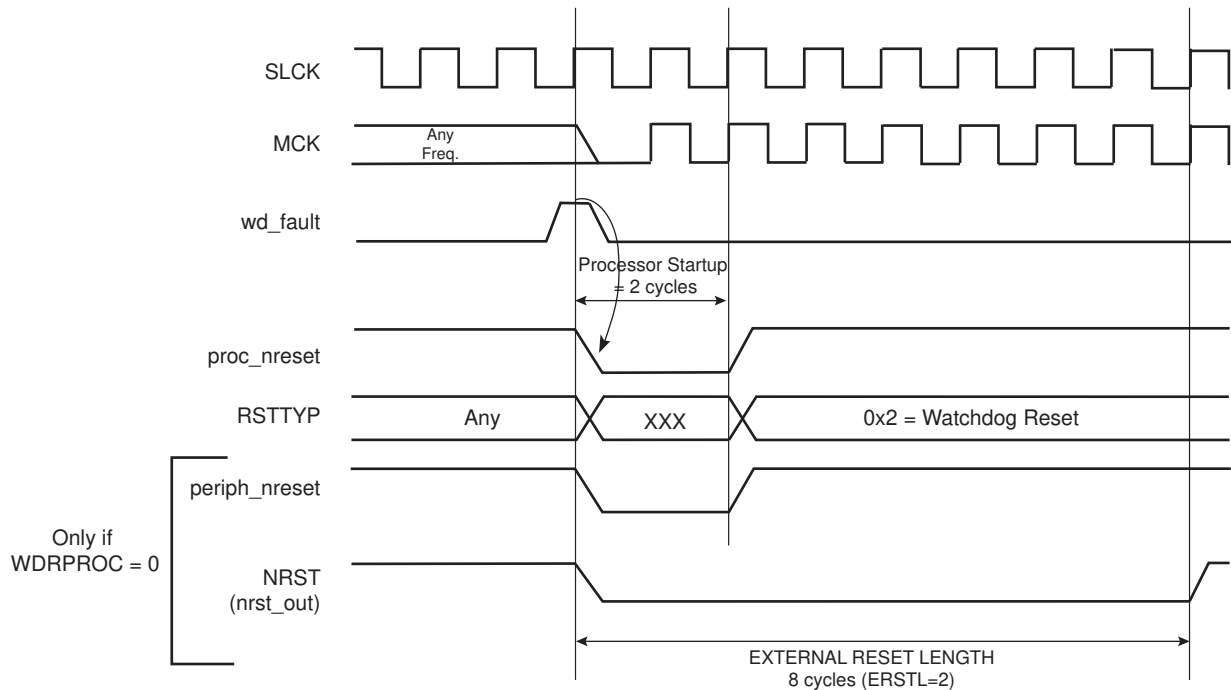 SLCK
MCK
Any
Freq.
wd_fault
Processor Startup
= 2 cycles
proc_nreset
RSTTYP
Any
XXX
0x2 = Watchdog Reset
periph_nreset
Only if
WDRPROC = 0
NRST
(nrst_out)
EXTERNAL RESET LENGTH
8 cycles (ERSTL=2)